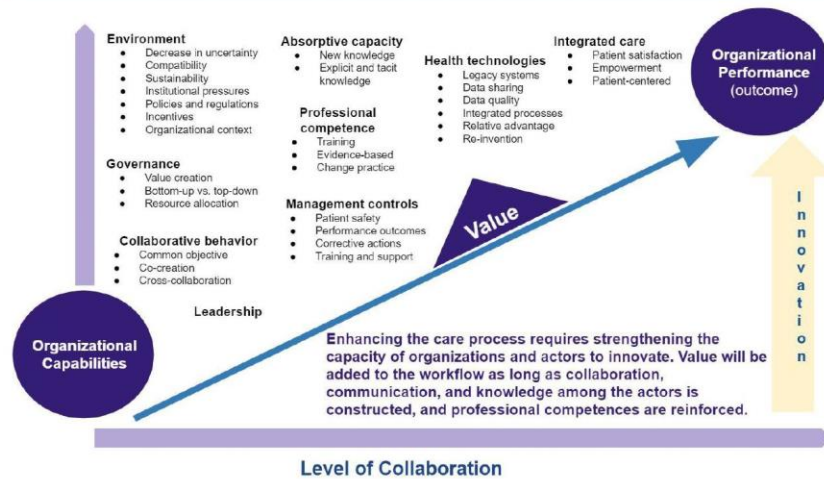 Environment
Decrease in uncertainty
Compatibility
Sustainability
Institutional pressures
Policies and regulations
Incentives
Organizational context
Governance
Value creation
Bottom-up vs. top-down
Resource allocation
Collaborative behavior
Common objective
Co-creation
Cross-collaboration
Leadership
Absorptive capacity
New knowledge
Explicit and tacit
knowledge
Professional
competence
Training
Evidence-based
Change practice
Management controls
Patient safety
Performance outcomes
Corrective actions
Training and support
Health technologies
Legacy systems
Data sharing
Data quality
Integrated processes
Relative advantage
Re-invention
Integrated care
Patient satisfaction
Empowerment
Patient-centered
Organizational
Performance
(outcome)
Value
Innovation
Organizational
Capabilities
Enhancing the care process requires strengthening the
capacity of organizations and actors to innovate. Value will be
added to the workflow as long as collaboration,
communication, and knowledge among the actors is
constructed, and professional competences are reinforced.
Level of Collaboration